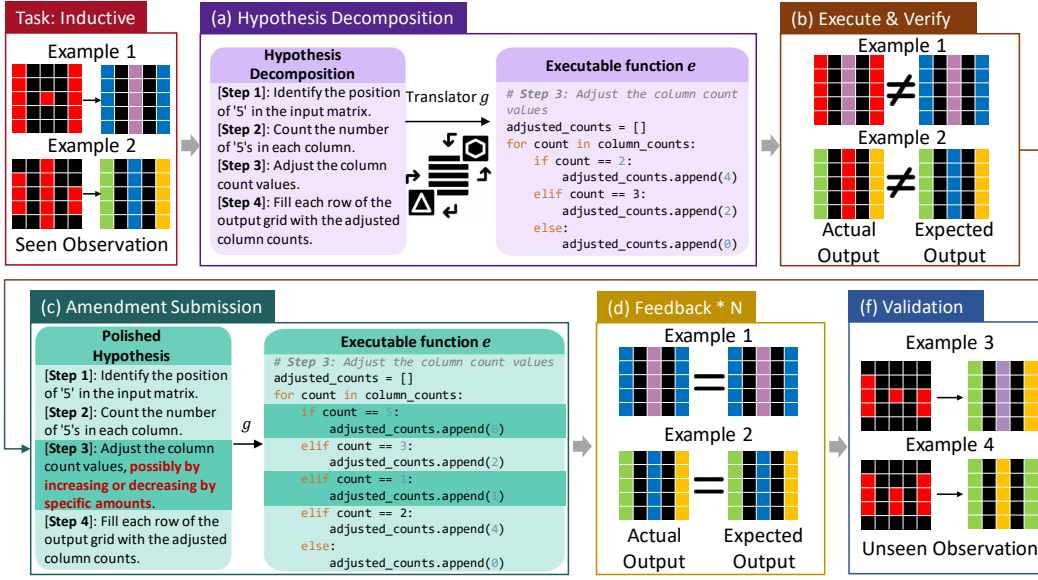 Task: Inductive
Example 1
Example 2
Seen Observation
(a) Hypothesis Decomposition
Hypothesis
Decomposition
[Step 1]: Identify the position
of '5' in the input matrix.
[Step 2]: Count the number
of '5's in each column.
[Step 3]: Adjust the column
count values.
[Step 4]: Fill each row of the
output grid with the adjusted
column counts.
Translator g
Executable function e
# Step 3: Adjust the column count
values
adjusted_counts = []
for count in column_counts:
if count == 2:
adjusted_counts.append(4)
elif count == 3:
adjusted_counts.append(2)
else:
adjusted_counts.append(0)
(b) Execute & Verify
Example 1
≠
Example 2
≠
Actual
Output
Expected
Output
(c) Amendment Submission
Polished
Hypothesis
[Step 1]: Identify the position
of '5' in the input matrix.
[Step 2]: Count the number
of '5's in each column.
[Step 3]: Adjust the column
count values, possibly by
increasing or decreasing by
specific amounts.
[Step 4]: Fill each row of the
output grid with the adjusted
column counts.
g
Executable function e
# Step 3: Adjust the column count values
adjusted_counts = []
for count in column_counts:
if count == 5:
adjusted_counts.append(6)
elif count == 3:
adjusted_counts.append(2)
elif count == 1:
adjusted_counts.append(1)
elif count == 2:
adjusted_counts.append(4)
else:
adjusted_counts.append(0)
(d) Feedback * N
Example 1
=
Example 2
=
Actual
Output
Expected
Output
(f) Validation
Example 3
Example 4
Unseen Observation